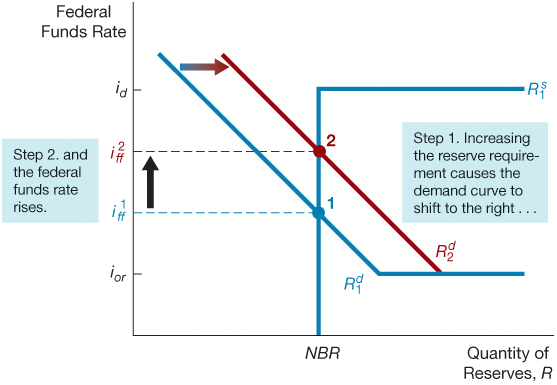 Federal
Funds Rate
i_d
R_1^s
2
Step 1. Increasing
the reserve require-
ment causes the
demand curve to
shift to the right . . .
Step 2. and
the federal
funds rate
rises.
i_ff^2
1
i_ff^1
R_2^d
i_or
R_1^d
NBR
Quantity of
Reserves, R